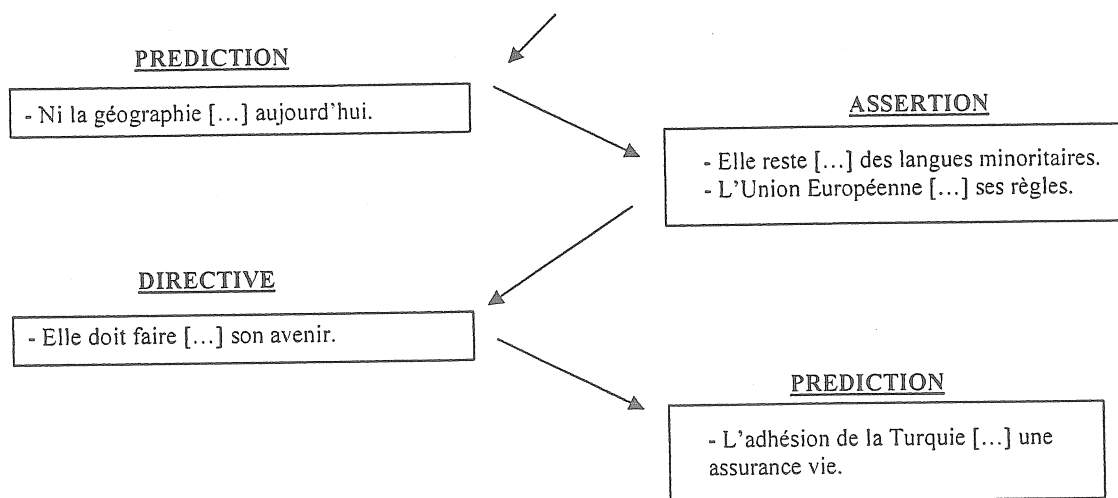 PREDICTION
- Ni la géographie [...] aujourd'hui.
ASSERTION
- Elle reste [...] des langues minoritaires.
- L'Union Européenne [...] ses règles.
DIRECTIVE
- Elle doit faire [...] son avenir.
PREDICTION
- L'adhésion de la Turquie [...] une
assurance vie.